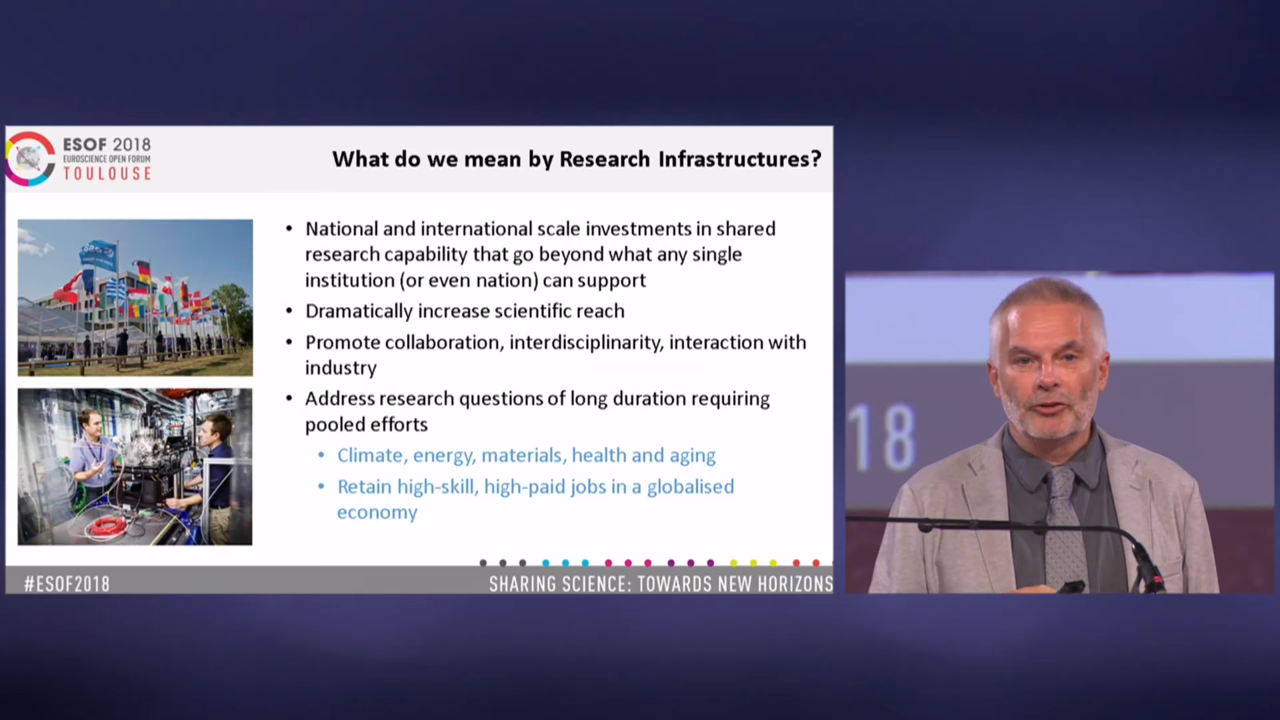 ESOF 2018
EUROSCIENCE OPEN FORUM
TOULOUSE
What do we mean by Research Infrastructures?
• National and international scale investments in shared
research capability that go beyond what any single
institution (or even nation) can support
• Dramatically increase scientific reach
• Promote collaboration, interdisciplinarity, interaction with
industry
• Address research questions of long duration requiring
pooled efforts
• Climate, energy, materials, health and aging
• Retain high-skill, high-paid jobs in a globalised
economy
#ESOF2018
SHARING SCIENCE: TOWARDS NEW HORIZONS
18